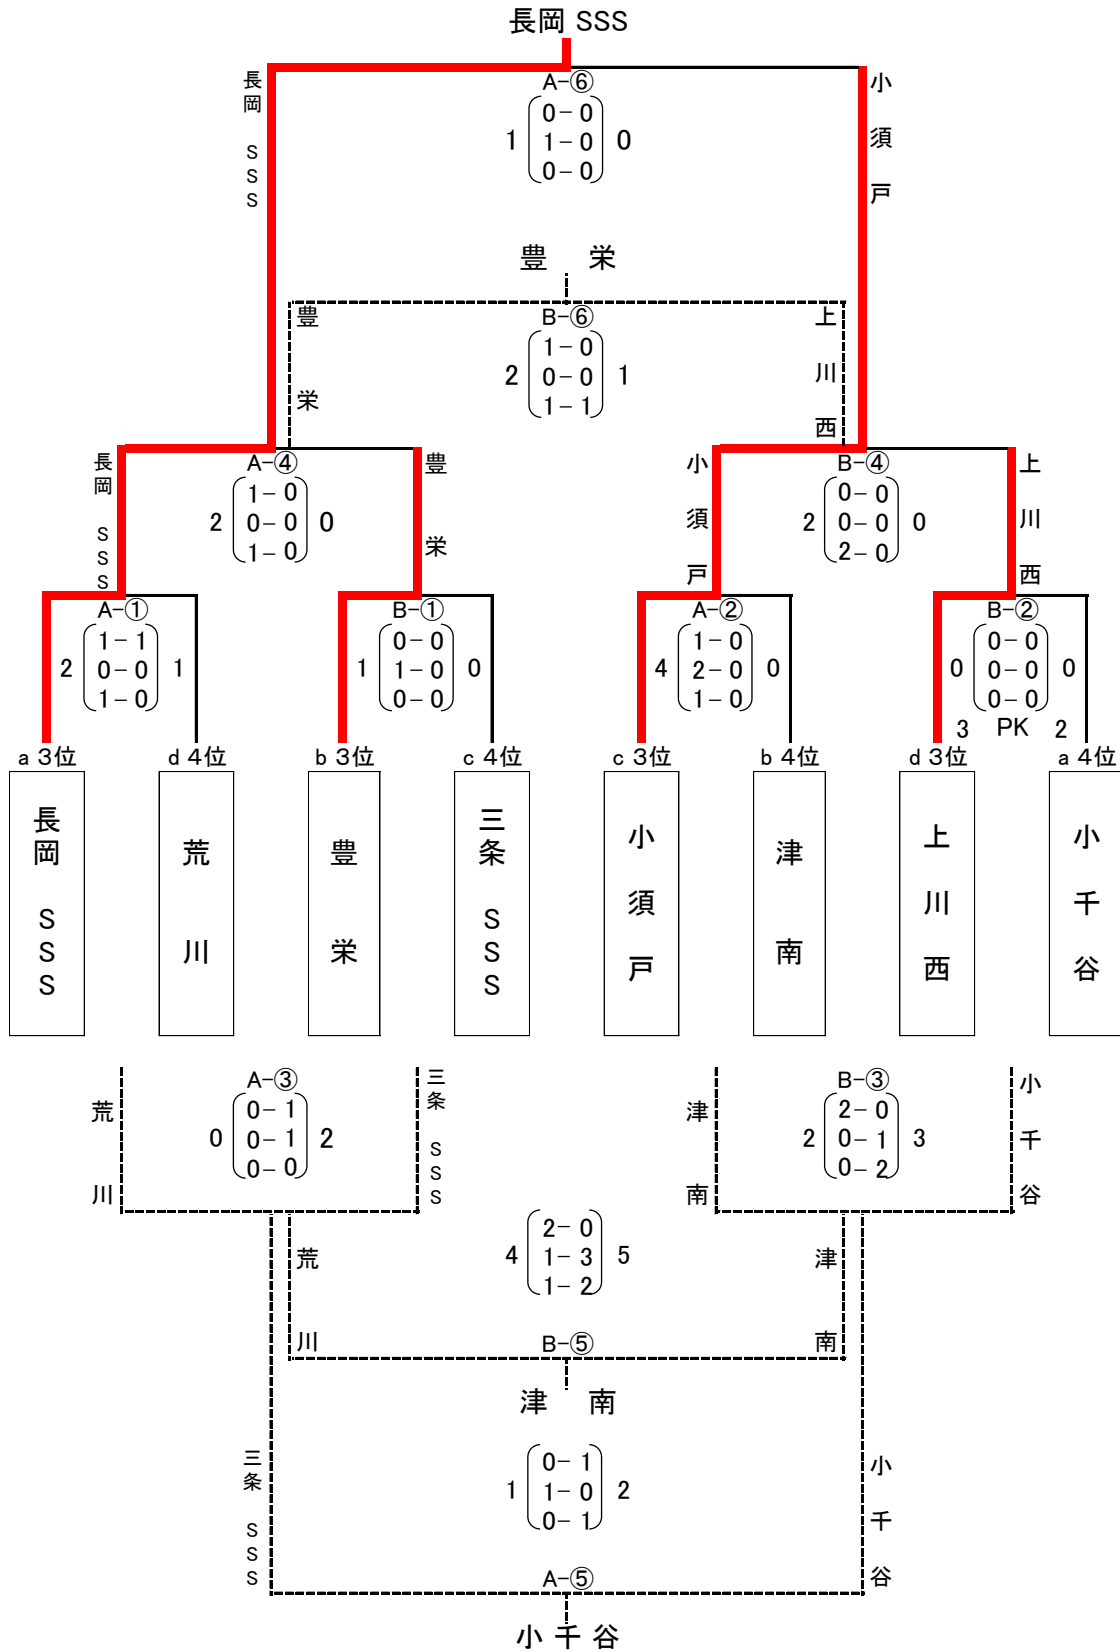 長岡 SSS
長岡 SSS
A-⑥
小須戸
0-0
1 1-0 0
0-0
豊 栄
豊栄
B-⑥
上川西
1-0
2 0-0 1
1-1
長岡 SSS
A-④
豊栄
小須戸
B-④
上川西
1-0
2 0-0 0
1-0
0-0
2 0-0 0
2-0
A-①
B-①
A-②
B-②
1-1
2 0-0 1
1-0
0-0
1 1-0 0
0-0
1-0
4 2-0 0
1-0
0-0
0 0-0 0
0-0
3 PK 2
a 3位
d 4位
b 3位
c 4位
c 3位
b 4位
d 3位
a 4位
長岡 SSS
荒川
豊栄
三条 SSS
小須戸
津南
上川西
小千谷
荒川
A-③
三条 SSS
津南
B-③
小千谷
0-1
0 0-1 2
0-0
2-0
2 0-1 3
0-2
荒川
2-0
4 1-3 5
1-2
津南
B-⑤
津 南
三条 SSS
0-1
1 1-0 2
0-1
小千谷
A-⑤
小 千 谷